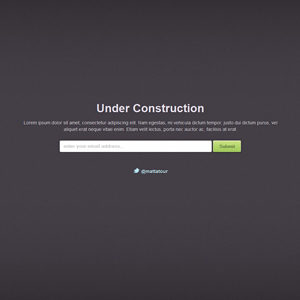 Under Construction
Lorem ipsum dolor sit amet, consectetur adipiscing elit. Nam egestas, mi vehicula dictum tempor, justo dui dictum purus, vel
aliquet erat neque vitae enim. Etiam velit lectus, porta nec auctor ac, facilisis at erat.
enter your email address...
Submit
@mattatour